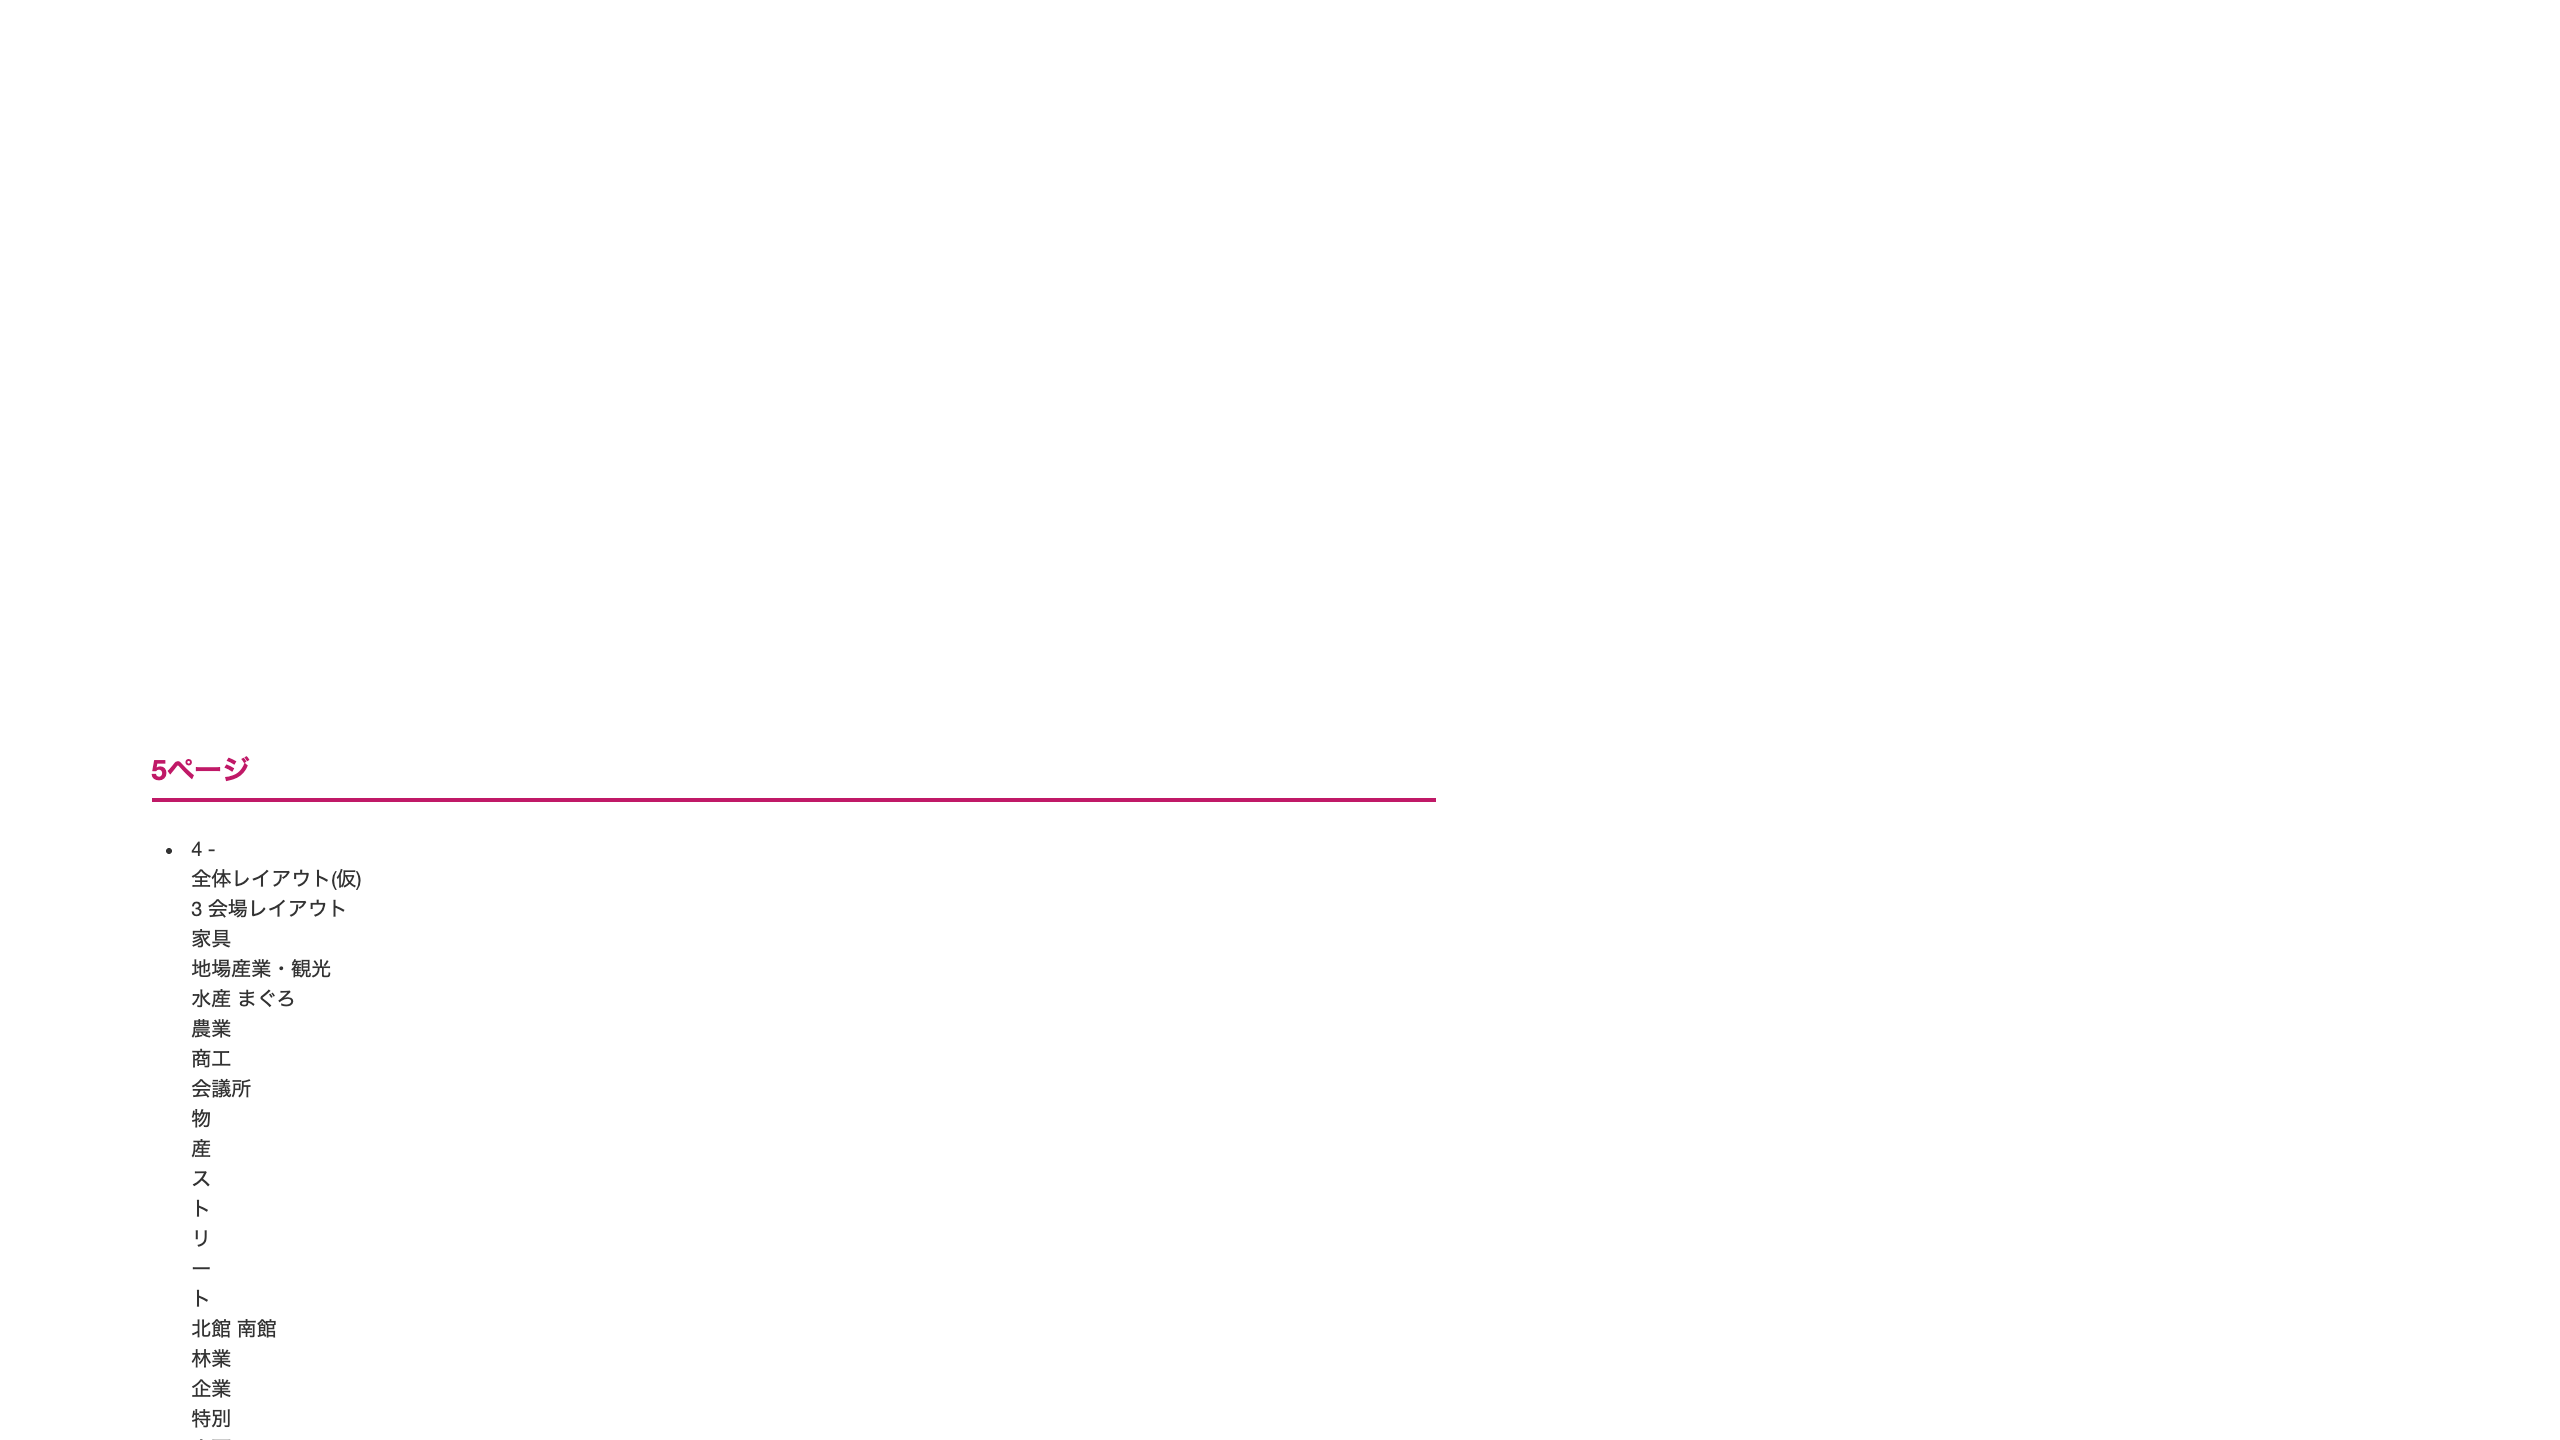 5ページ
4 -
全体レイアウト(仮)
3 会場レイアウト
家具
地場産業・観光
水産 まぐろ
農業
商工
会議所
物
産
ス
ト
リ
ー
ト
北館 南館
林業
企業
特別